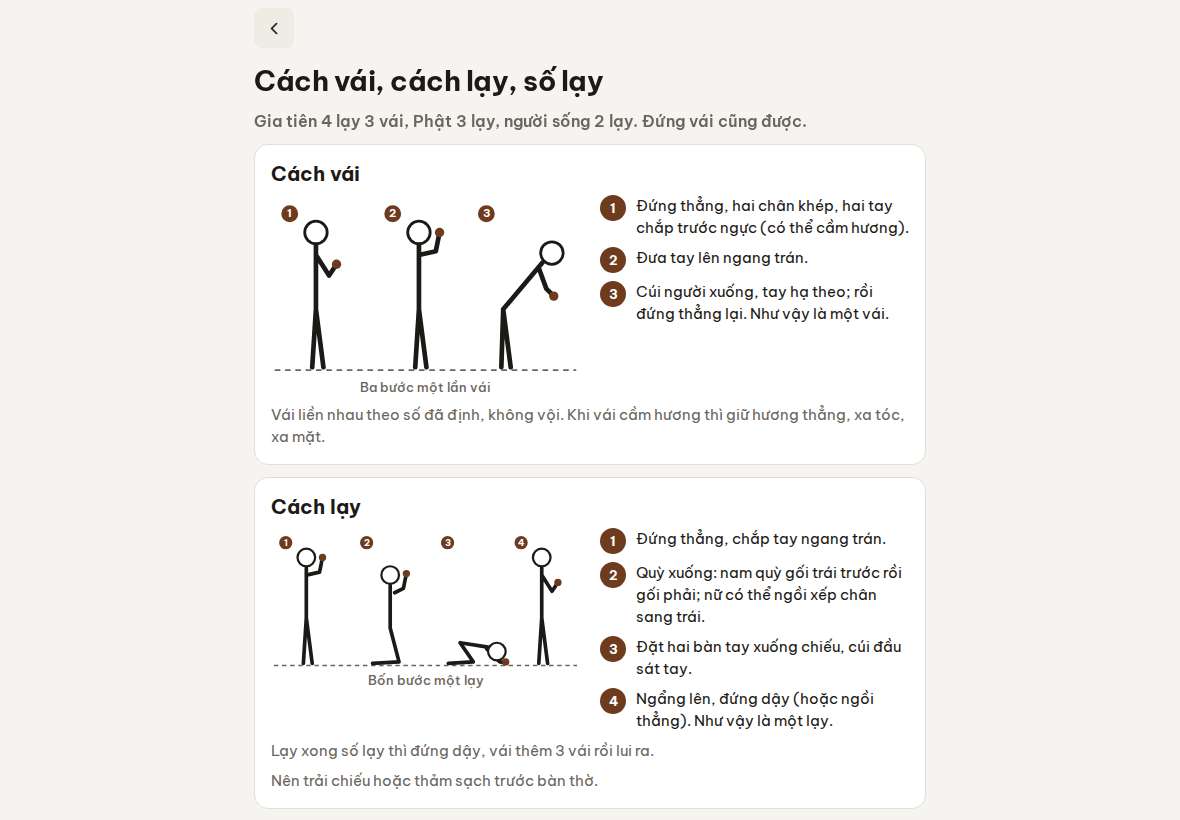 Cách vái, cách lạy, số lạy
Gia tiên 4 lạy 3 vái, Phật 3 lạy, người sống 2 lạy. Đứng vái cũng được.
Cách vái
1 2 3
Ba bước một lần vái
1 Đứng thẳng, hai chân khép, hai tay
chắp trước ngực (có thể cầm hương).
2 Đưa tay lên ngang trán.
3 Cúi người xuống, tay hạ theo; rồi
đứng thẳng lại. Như vậy là một vái.
Vái liền nhau theo số đã định, không vội. Khi vái cầm hương thì giữ hương thẳng, xa tóc,
xa mặt.
Cách lạy
1 2 3 4
Bốn bước một lạy
1 Đứng thẳng, chắp tay ngang trán.
2 Quỳ xuống: nam quỳ gối trái trước rồi
gối phải; nữ có thể ngồi xếp chân
sang trái.
3 Đặt hai bàn tay xuống chiếu, cúi đầu
sát tay.
4 Ngẩng lên, đứng dậy (hoặc ngồi
thẳng). Như vậy là một lạy.
Lạy xong số lạy thì đứng dậy, vái thêm 3 vái rồi lui ra.
Nên trải chiếu hoặc thảm sạch trước bàn thờ.